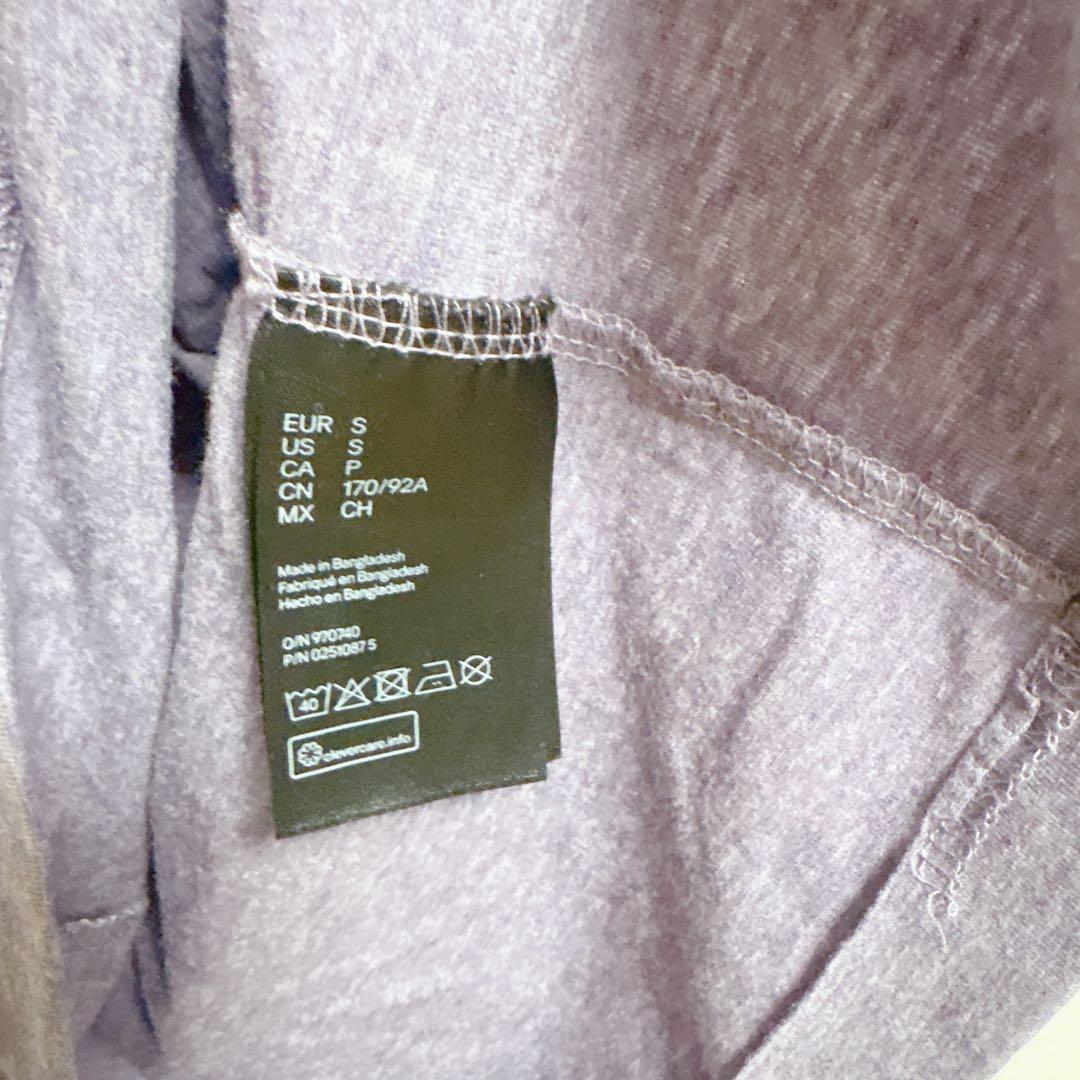 EUR S
US S
CA P
CN 170/92A
MX CH
Made in Bangladesh
Fabriqué en Bangladesh
Hecho en Bangladesh
O/N 970740
P/N 0251087 S
40
clevercare.info